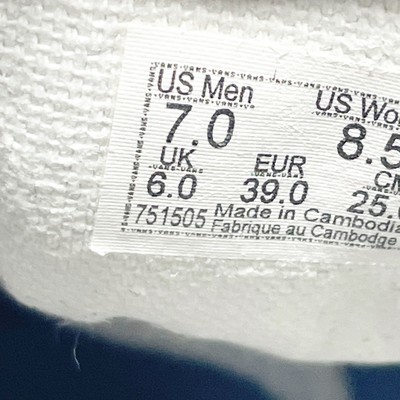 US Men US Wo
7.0 8.5
UK EUR CM
6.0 39.0 25.
751505 Made in Cambodia
Fabrique au Cambodge